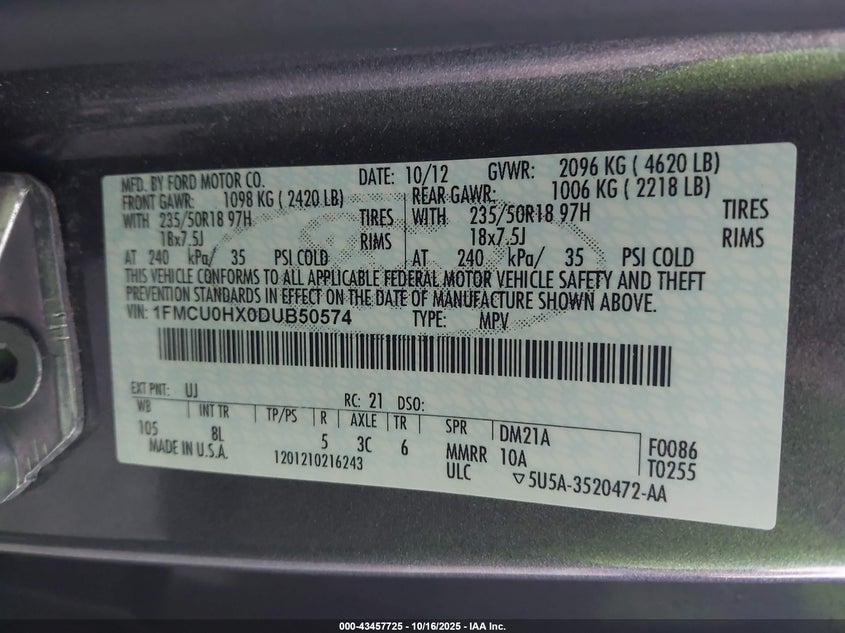 MFD. BY FORD MOTOR CO. DATE: 10/12 GVWR: 2096 KG ( 4620 LB)
FRONT GAWR: 1098 KG ( 2420 LB) REAR GAWR: 1006 KG ( 2218 LB)
WITH 235/50R18 97H TIRES WITH 235/50R18 97H TIRES
18x7.5J RIMS 18x7.5J RIMS
AT 240 kPa/ 35 PSI COLD AT 240 kPa/ 35 PSI COLD
THIS VEHICLE CONFORMS TO ALL APPLICABLE FEDERAL MOTOR VEHICLE SAFETY AND THEFT
PREVENTION STANDARDS IN EFFECT ON THE DATE OF MANUFACTURE SHOWN ABOVE.
VIN: 1FMCU0HX0DUB50574 TYPE: MPV
EXT PNT: UJ RC: 21 DSO:
WB INT TR TP/PS R AXLE TR SPR
105 8L 5 3C 6 DM21A F0086
MADE IN U.S.A. 1201210216243 MMRR 10A T0255
ULC ▽5U5A-3520472-AA
000-43457725 - 10/16/2025 - IAA Inc.